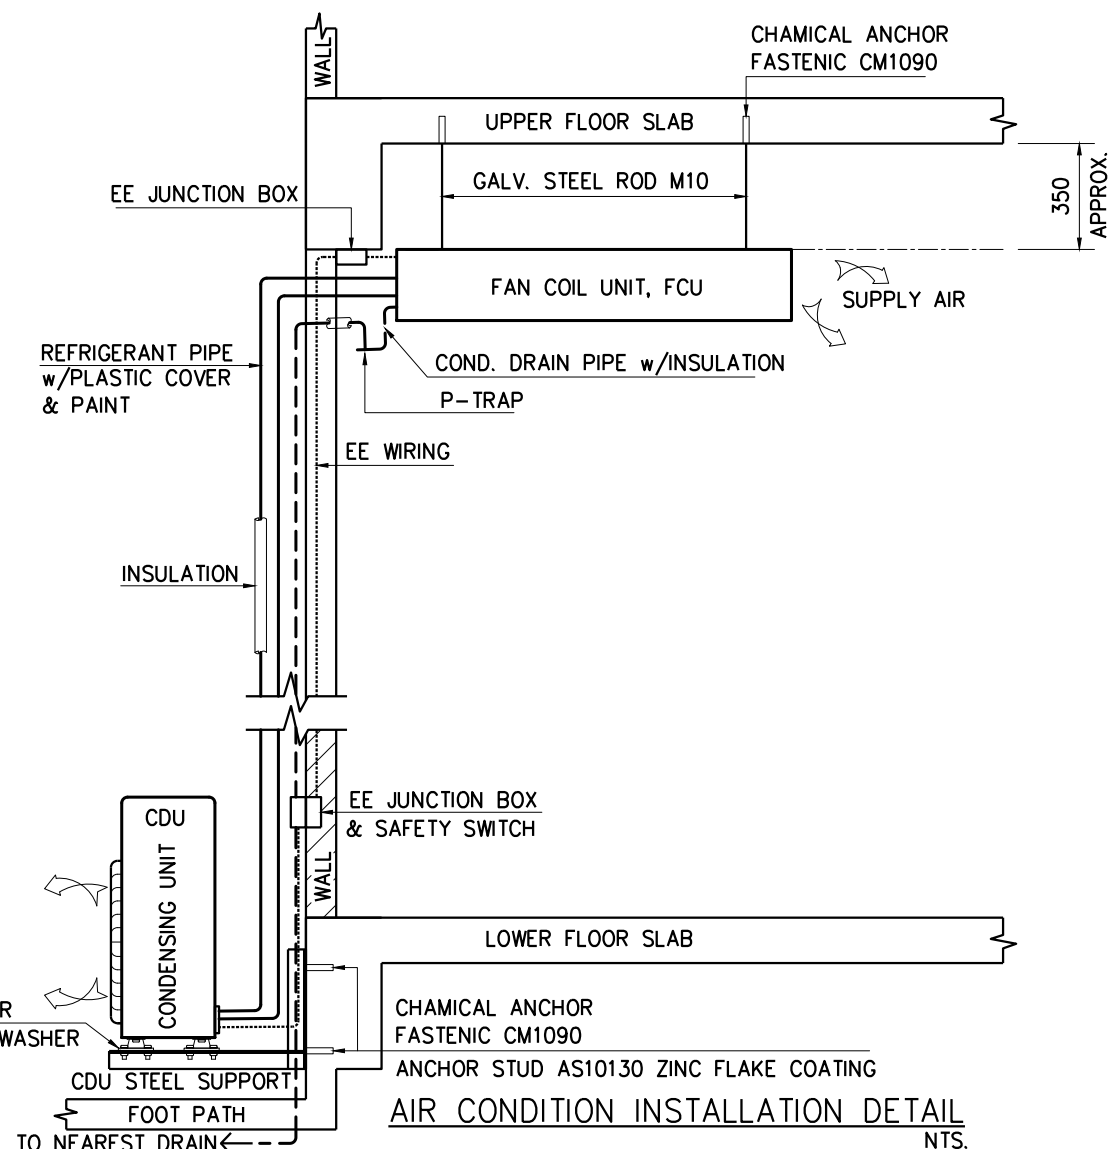 WALL
CHAMICAL ANCHOR
FASTENIC CM1090
UPPER FLOOR SLAB
GALV. STEEL ROD M10
350
APPROX.
EE JUNCTION BOX
FAN COIL UNIT, FCU
SUPPLY AIR
REFRIGERANT PIPE
w/PLASTIC COVER
& PAINT
COND. DRAIN PIPE w/INSULATION
P-TRAP
EE WIRING
INSULATION
CDU
CONDENSING UNIT
EE JUNCTION BOX
& SAFETY SWITCH
WALL
LOWER FLOOR SLAB
R
WASHER
CHAMICAL ANCHOR
FASTENIC CM1090
ANCHOR STUD AS10130 ZINC FLAKE COATING
CDU STEEL SUPPORT
FOOT PATH
TO NEAREST DRAIN
AIR CONDITION INSTALLATION DETAIL
NTS.